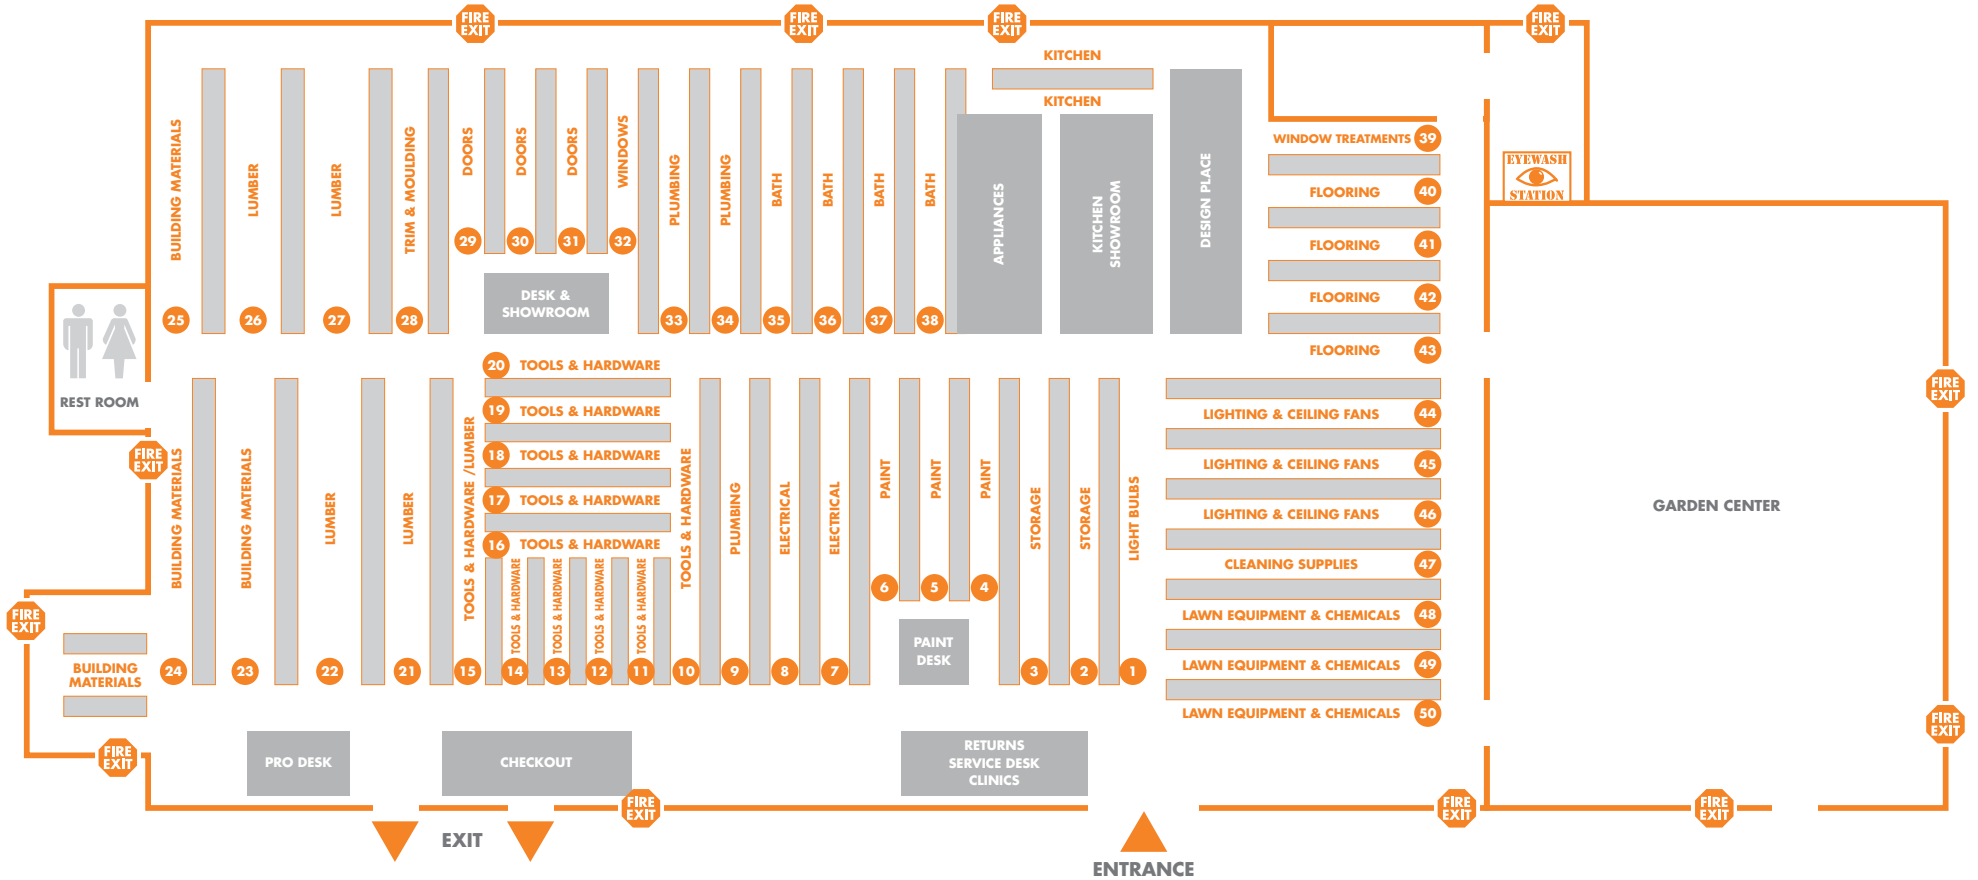 FIRE
EXIT
FIRE
EXIT
FIRE
EXIT
FIRE
EXIT
KITCHEN
KITCHEN
BUILDING MATERIALS
25
LUMBER
26
LUMBER
27
TRIM & MOULDING
28
DOORS
29
DOORS
30
DOORS
31
WINDOWS
32
PLUMBING
33
PLUMBING
34
BATH
35
BATH
36
BATH
37
BATH
38
APPLIANCES
KITCHEN
SHOWROOM
DESIGN PLACE
WINDOW TREATMENTS 39
FLOORING 40
FLOORING 41
FLOORING 42
FLOORING 43
EYEWASH
STATION
DESK &
SHOWROOM
REST ROOM
FIRE
EXIT
20 TOOLS & HARDWARE
19 TOOLS & HARDWARE
18 TOOLS & HARDWARE
17 TOOLS & HARDWARE
16 TOOLS & HARDWARE
BUILDING MATERIALS
24
BUILDING MATERIALS
23
LUMBER
22
LUMBER
21
TOOLS & HARDWARE /LUMBER
15
TOOLS & HARDWARE
14
TOOLS & HARDWARE
13
TOOLS & HARDWARE
12
TOOLS & HARDWARE
11
TOOLS & HARDWARE
10
PLUMBING
9
ELECTRICAL
8
ELECTRICAL
7
PAINT
6
PAINT
5
PAINT
4
PAINT
DESK
STORAGE
3
STORAGE
2
LIGHT BULBS
1
LIGHTING & CEILING FANS 44
LIGHTING & CEILING FANS 45
LIGHTING & CEILING FANS 46
CLEANING SUPPLIES 47
LAWN EQUIPMENT & CHEMICALS 48
LAWN EQUIPMENT & CHEMICALS 49
LAWN EQUIPMENT & CHEMICALS 50
GARDEN CENTER
FIRE
EXIT
FIRE
EXIT
FIRE
EXIT
BUILDING
MATERIALS
FIRE
EXIT
PRO DESK
CHECKOUT
RETURNS
SERVICE DESK
CLINICS
FIRE
EXIT
FIRE
EXIT
FIRE
EXIT
EXIT
ENTRANCE